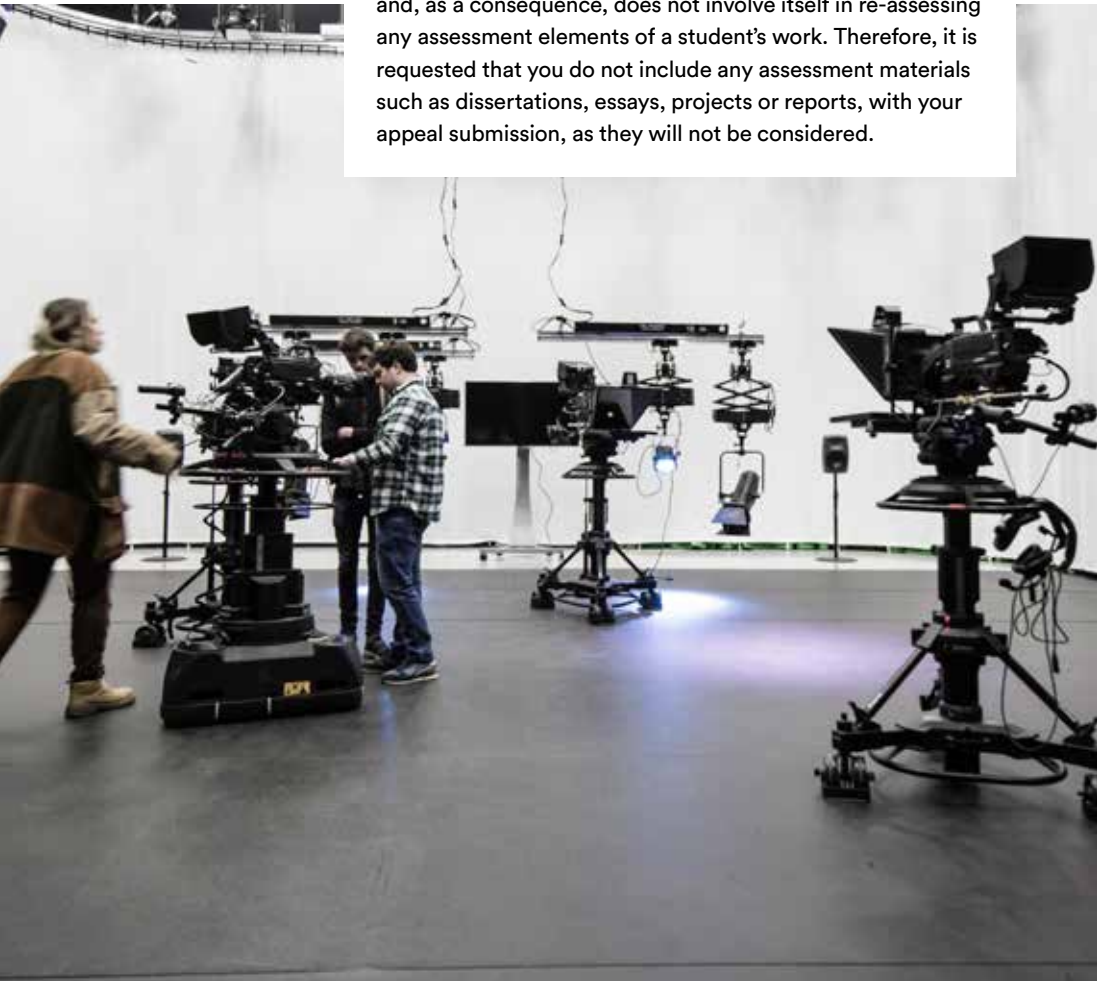 and, as a consequence, does not involve itself in re-assessing
any assessment elements of a student’s work. Therefore, it is
requested that you do not include any assessment materials
such as dissertations, essays, projects or reports, with your
appeal submission, as they will not be considered.